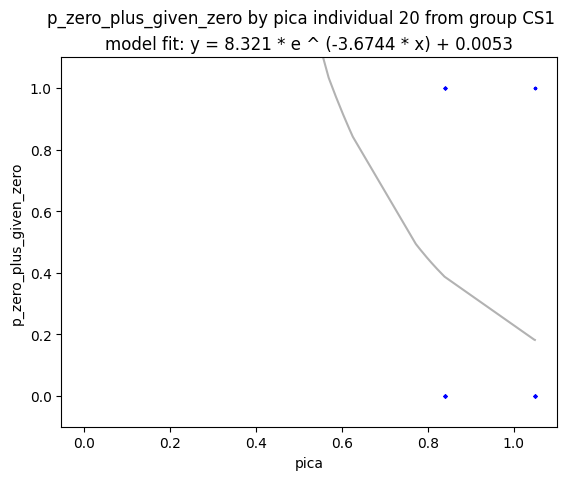 p_zero_plus_given_zero by pica individual 20 from group CS1
model fit: y = 8.321 * e ^ (-3.6744 * x) + 0.0053
1.0
0.8
0.6
0.4
0.2
0.0
p_zero_plus_given_zero
0.0 0.2 0.4 0.6 0.8 1.0
pica